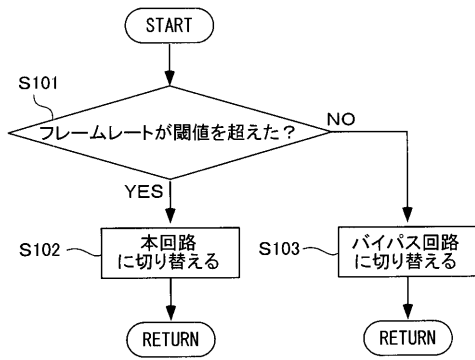 START
S101
フレームレートが閾値を超えた?
NO
YES
S102
本回路
に切り替える
S103
バイパス回路
に切り替える
RETURN
RETURN